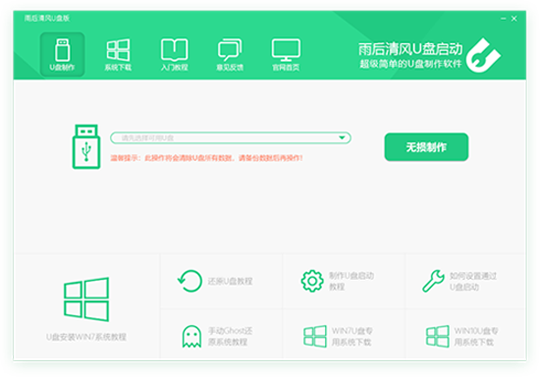 雨后清风U盘版
U盘制作
系统下载
入门教程
意见反馈
官网首页
雨后清风U盘启动
超级简单的U盘制作软件
请先选择可用U盘
无损制作
温馨提示：此操作将会清除U盘所有数据，请备份数据后再操作！
还原U盘教程
制作U盘启动
教程
如何设置通过
U盘启动
U盘安装WIN7系统教程
手动Ghost还
原系统教程
WIN7U盘专
用系统下载
WIN10U盘专
用系统下载